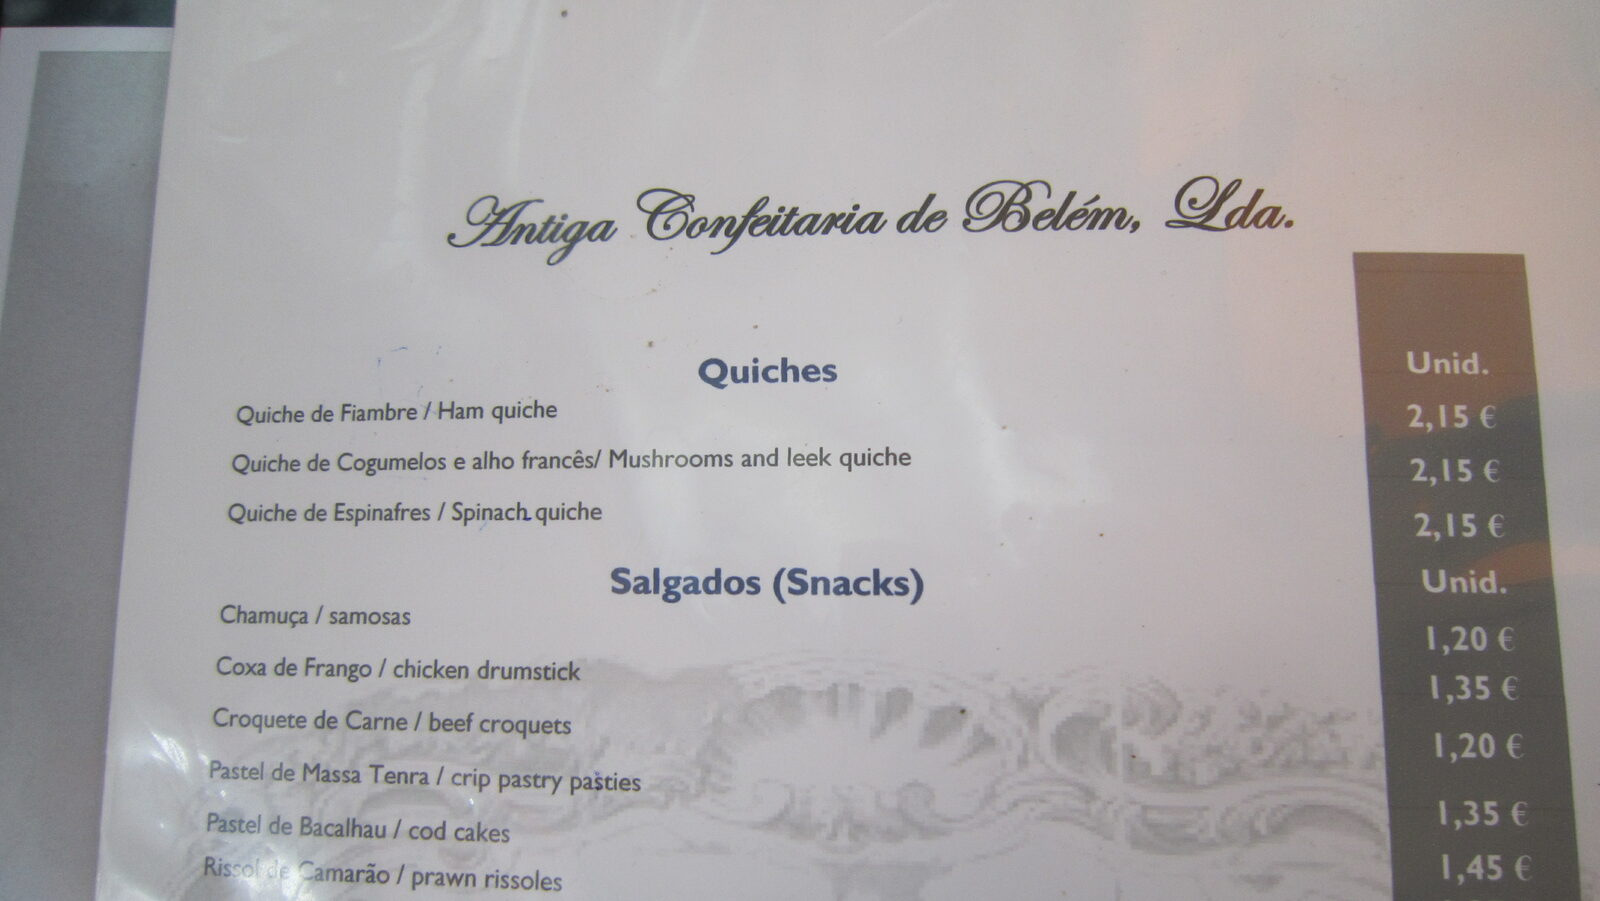 Antiga Confeitaria de Belém, Lda.
Quiches Unid.
Quiche de Fiambre / Ham quiche 2,15 €
Quiche de Cogumelos e alho francês/ Mushrooms and leek quiche 2,15 €
Quiche de Espinafres / Spinach quiche 2,15 €
Salgados (Snacks) Unid.
Chamuça / samosas 1,20 €
Coxa de Frango / chicken drumstick 1,35 €
Croquete de Carne / beef croquets 1,20 €
Pastel de Massa Tenra / crip pastry pasties 1,35 €
Pastel de Bacalhau / cod cakes 1,45 €
Rissol de Camarão / prawn rissoles